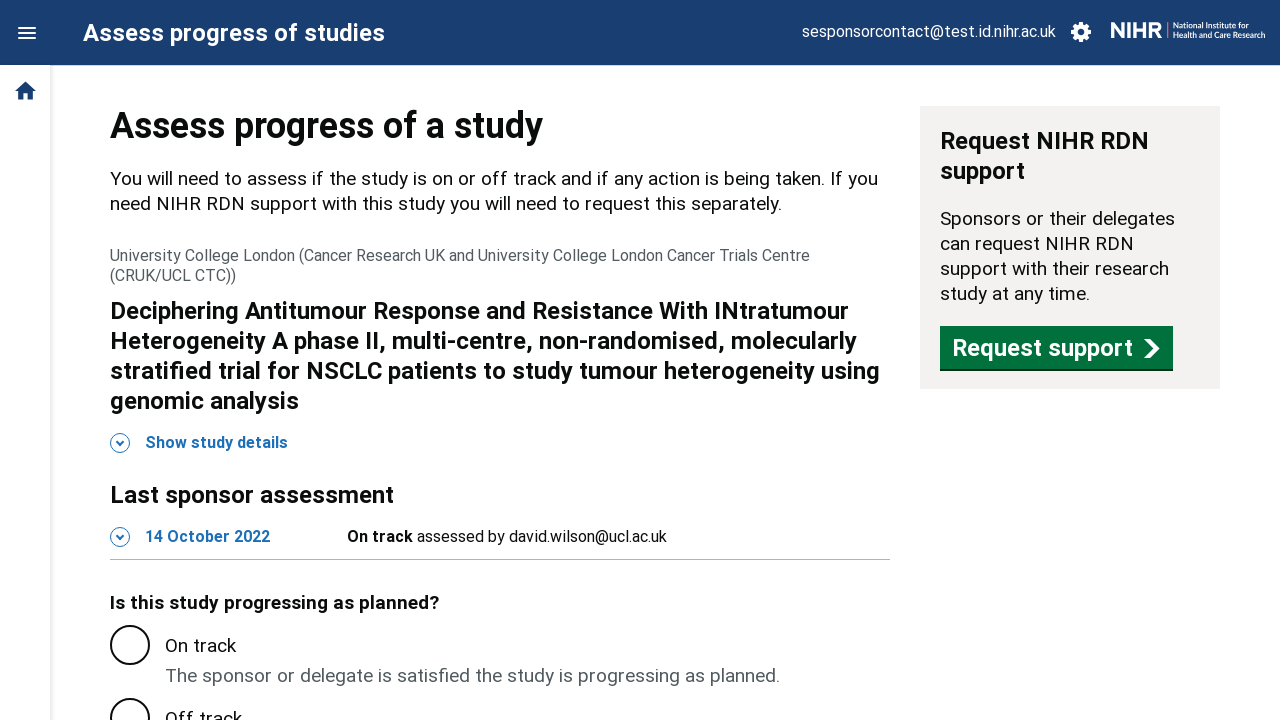 Assess progress of studies
sesponsorcontact@test.id.nihr.ac.uk
NIHR National Institute for
Health and Care Research
Assess progress of a study
You will need to assess if the study is on or off track and if any action is being taken. If you
need NIHR RDN support with this study you will need to request this separately.
University College London (Cancer Research UK and University College London Cancer Trials Centre
(CRUK/UCL CTC))
Deciphering Antitumour Response and Resistance With INtratumour
Heterogeneity A phase II, multi-centre, non-randomised, molecularly
stratified trial for NSCLC patients to study tumour heterogeneity using
genomic analysis
Show study details
Last sponsor assessment
14 October 2022 On track assessed by david.wilson@ucl.ac.uk
Is this study progressing as planned?
On track
The sponsor or delegate is satisfied the study is progressing as planned.
Off track
Request NIHR RDN
support
Sponsors or their delegates
can request NIHR RDN
support with their research
study at any time.
Request support